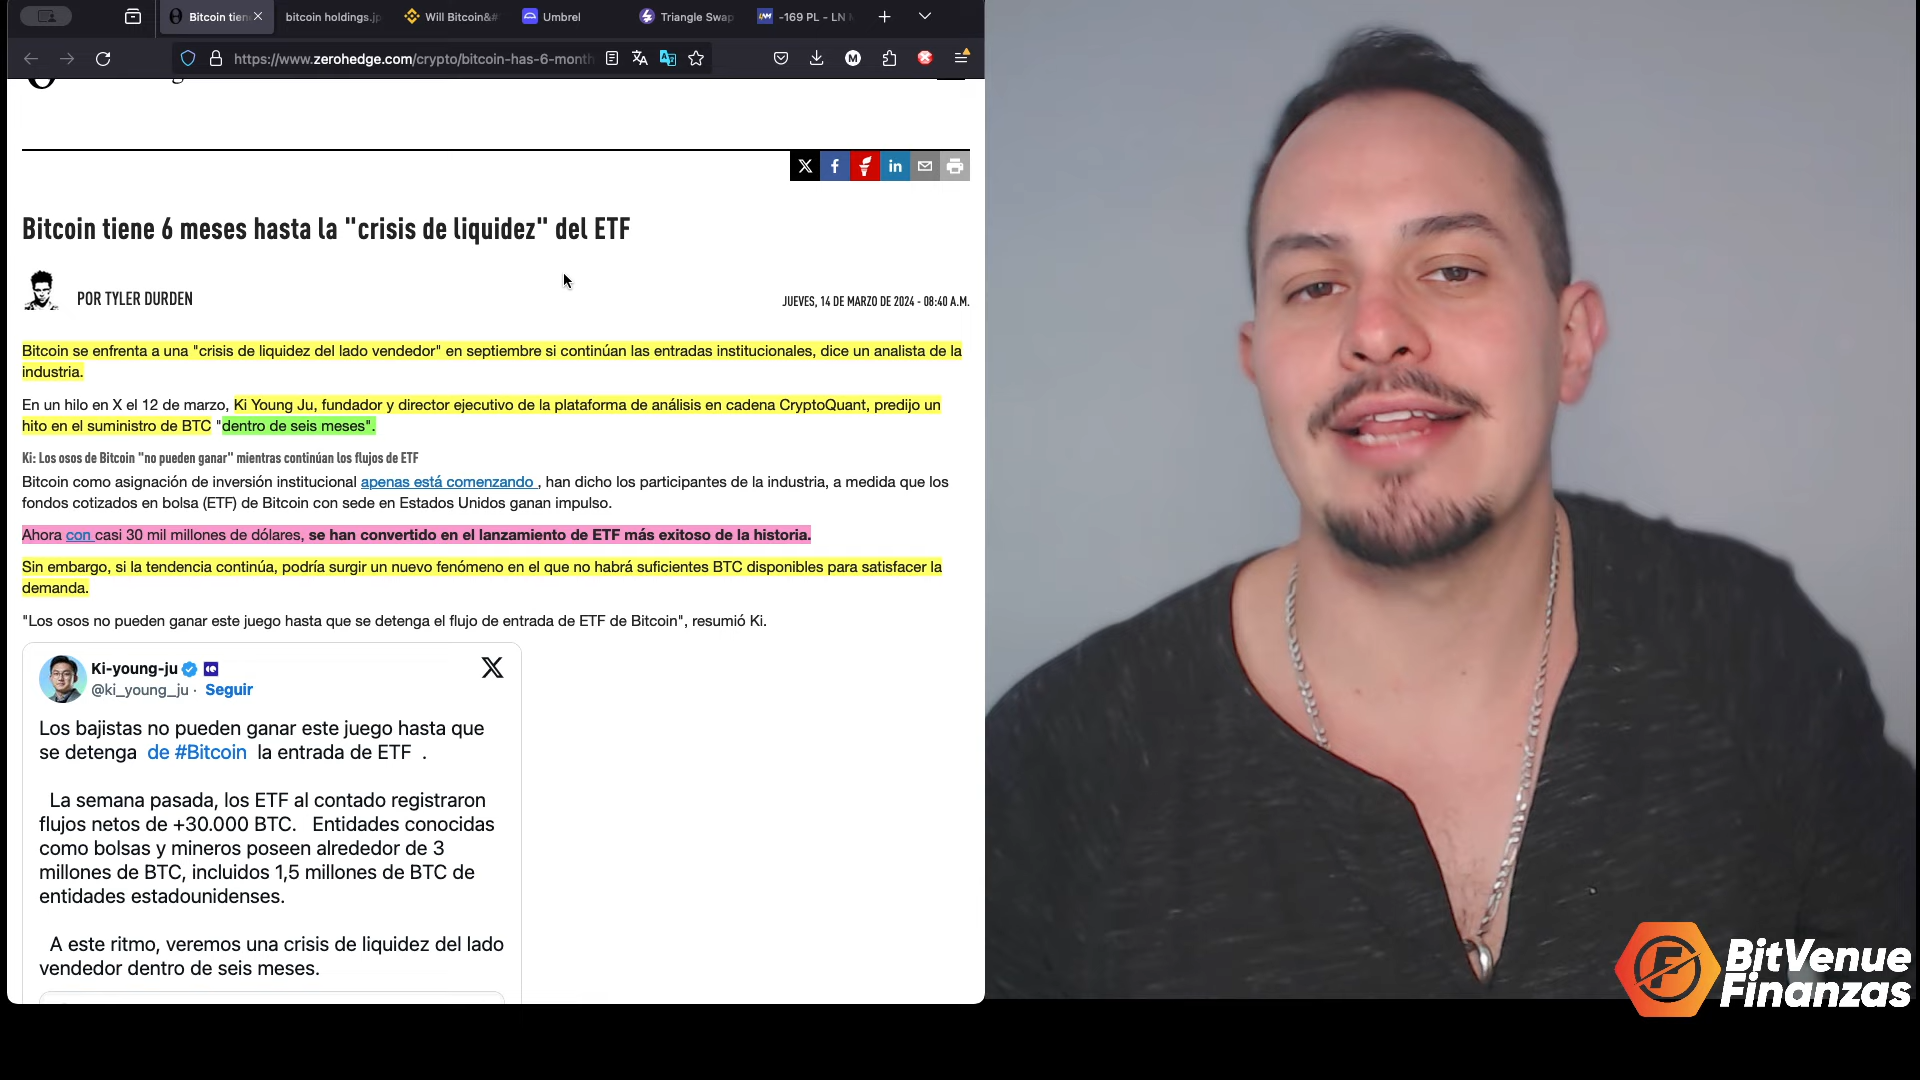 Bitcoin tien
bitcoin holdings.jp
Will Bitcoin&#
Umbrel
Triangle Swap
-169 PL - LN
https://www.zerohedge.com/crypto/bitcoin-has-6-month
Bitcoin tiene 6 meses hasta la "crisis de liquidez" del ETF
POR TYLER DURDEN
JUEVES, 14 DE MARZO DE 2024 - 08:40 A.M.
Bitcoin se enfrenta a una "crisis de liquidez del lado vendedor" en septiembre si continúan las entradas institucionales, dice un analista de la
industria.
En un hilo en X el 12 de marzo, Ki Young Ju, fundador y director ejecutivo de la plataforma de análisis en cadena CryptoQuant, predijo un
hito en el suministro de BTC "dentro de seis meses".
Ki: Los osos de Bitcoin "no pueden ganar" mientras continúan los flujos de ETF
Bitcoin como asignación de inversión institucional apenas está comenzando , han dicho los participantes de la industria, a medida que los
fondos cotizados en bolsa (ETF) de Bitcoin con sede en Estados Unidos ganan impulso.
Ahora con casi 30 mil millones de dólares, se han convertido en el lanzamiento de ETF más exitoso de la historia.
Sin embargo, si la tendencia continúa, podría surgir un nuevo fenómeno en el que no habrá suficientes BTC disponibles para satisfacer la
demanda.
"Los osos no pueden ganar este juego hasta que se detenga el flujo de entrada de ETF de Bitcoin", resumió Ki.
Ki-young-ju
@ki_young_ju · Seguir
Los bajistas no pueden ganar este juego hasta que
se detenga de #Bitcoin la entrada de ETF .
La semana pasada, los ETF al contado registraron
flujos netos de +30.000 BTC. Entidades conocidas
como bolsas y mineros poseen alrededor de 3
millones de BTC, incluidos 1,5 millones de BTC de
entidades estadounidenses.
A este ritmo, veremos una crisis de liquidez del lado
vendedor dentro de seis meses.
BitVenue
Finanzas